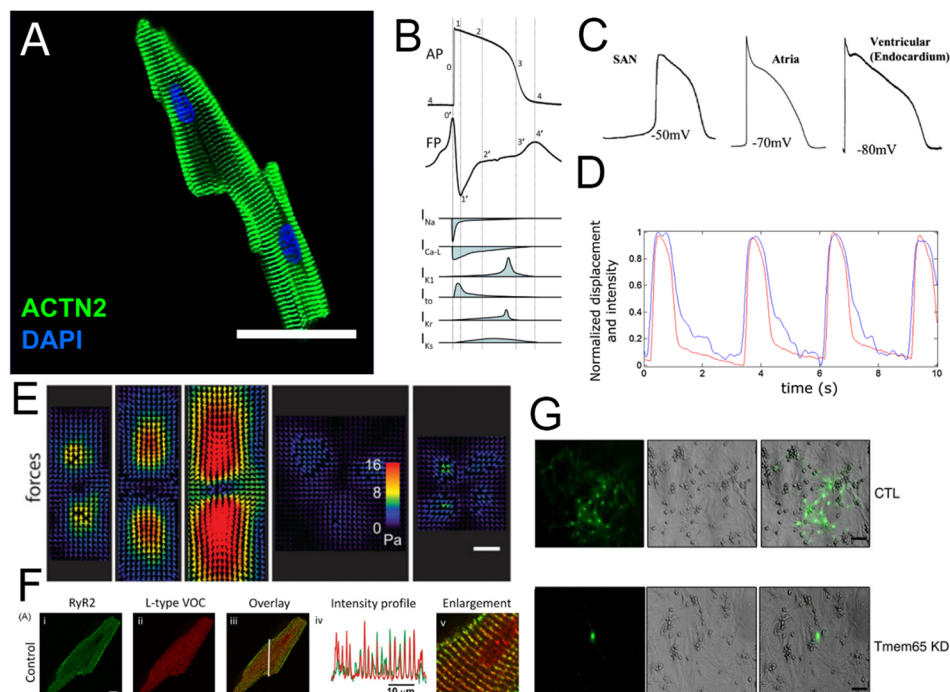 A
ACTN2
DAPI
B
AP
0
1
2
3
4
4
FP
0'
1'
2'
3'
4'
I Na
I Ca-L
I K1
I to
I Kr
I Ks
C
SAN
-50mV
Atria
-70mV
Ventricular
(Endocardium)
-80mV
D
Normalized displacement
and intensity
1
0.8
0.6
0.4
0.2
0
0 2 4 6 8 10
time (s)
E
forces
16
8
0
Pa
F
RyR2 L-type VOC Overlay Intensity profile Enlargement
(A)
Control
i
ii
iii
iv
v
10 µm
G
CTL
Tmem65 KD